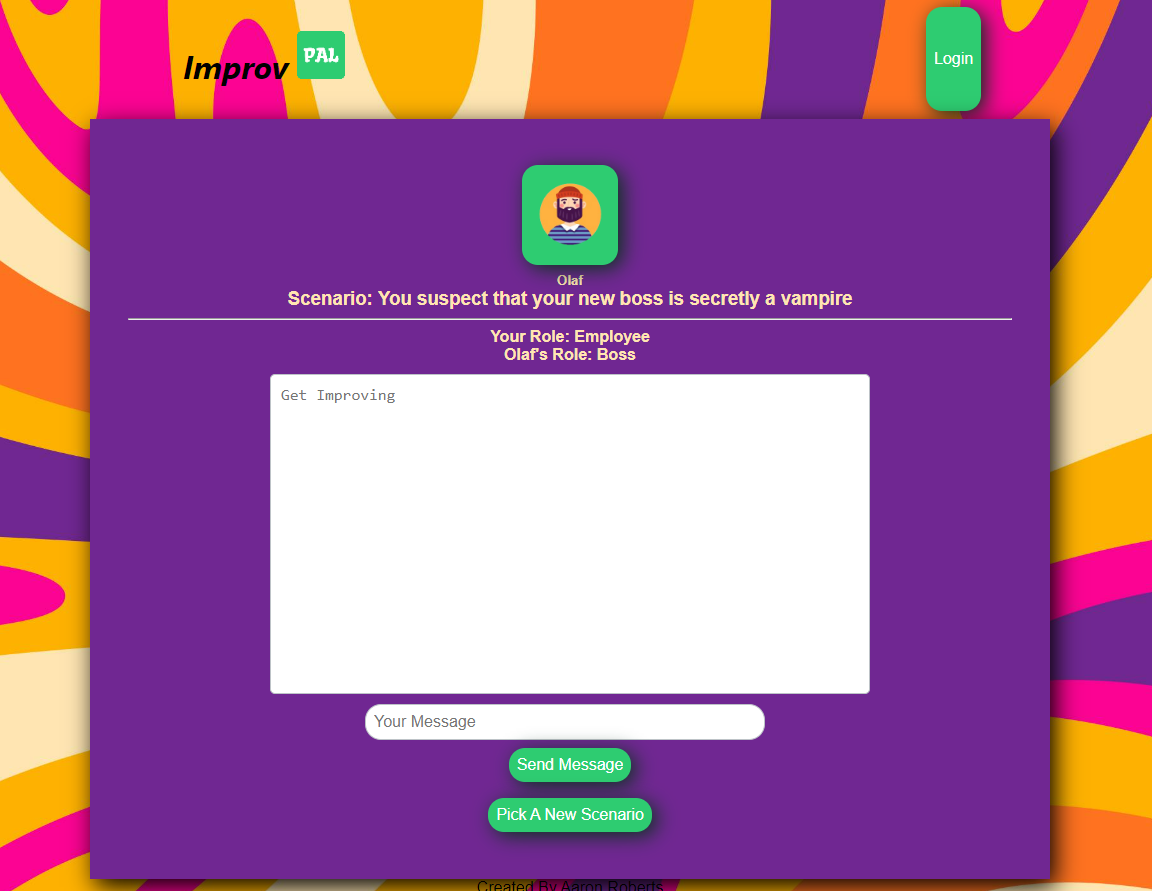 Improv PAL
Login
Olaf
Scenario: You suspect that your new boss is secretly a vampire
Your Role: Employee
Olaf's Role: Boss
Get Improving
Your Message
Send Message
Pick A New Scenario
Created By Aaron Roberts